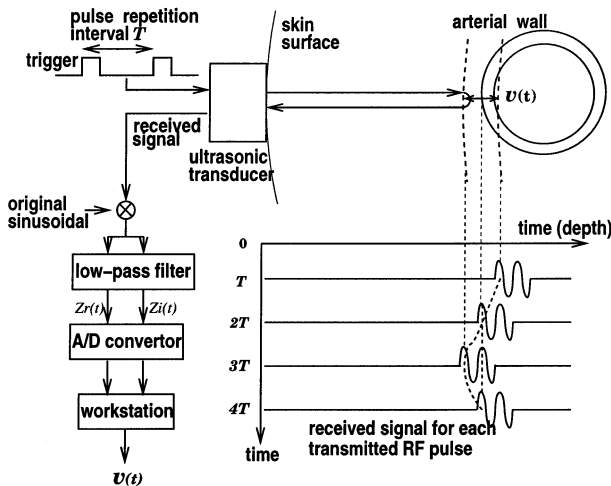 pulse repetition
interval T
trigger
skin
surface
arterial wall
v(t)
received
signal
ultrasonic
transducer
original
sinusoidal
low-pass filter
Zr(t)
Zi(t)
A/D convertor
workstation
v(t)
time (depth)
0
T
2T
3T
4T
time
received signal for each
transmitted RF pulse